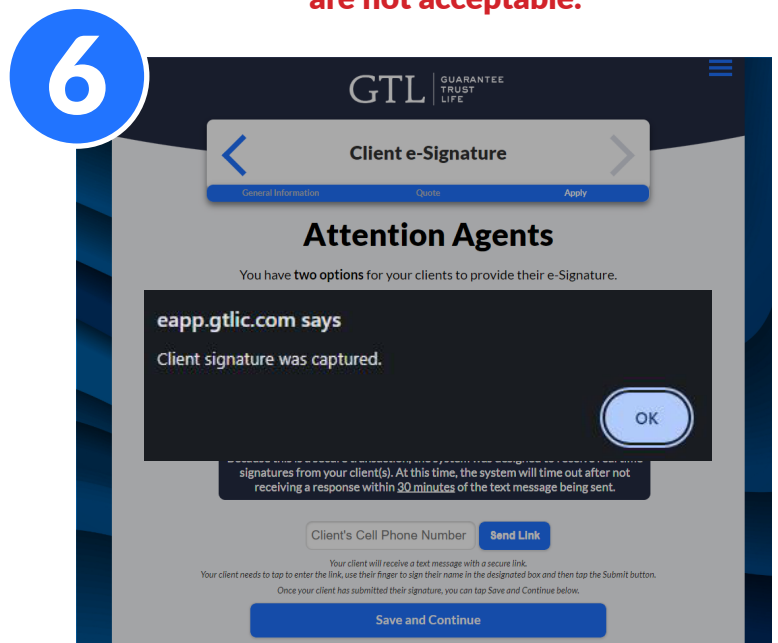 are not acceptable.
6
GTL GUARANTEE
TRUST
LIFE
Client e-Signature
General Information Quote Apply
Attention Agents
You have two options for your clients to provide their e-Signature.
eapp.gtlic.com says
Client signature was captured.
OK
signatures from your client(s). At this time, the system will time out after not
receiving a response within 30 minutes of the text message being sent.
Client's Cell Phone Number Send Link
Your client will receive a text message with a secure link.
Your client needs to tap to enter the link, use their finger to sign their name in the designated box and then tap the Submit button.
Once your client has submitted their signature, you can tap Save and Continue below.
Save and Continue